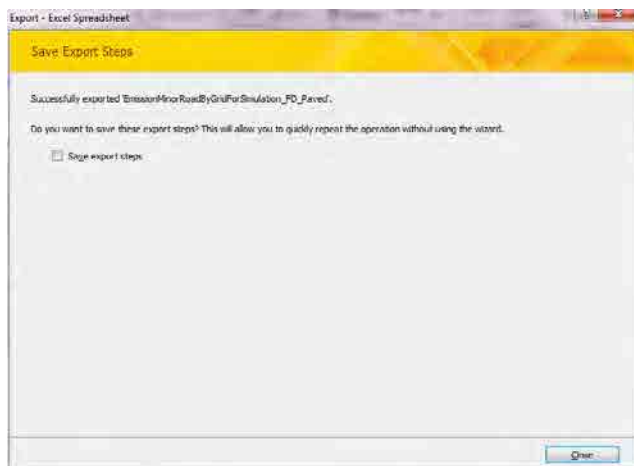 Export - Excel Spreadsheet
Save Export Steps
Successfully exported 'EmissionMinorRoadByGridForSimulation_FD_Paved'.
Do you want to save these export steps? This will allow you to quickly repeat the operation without using the wizard.
Save export steps
Close